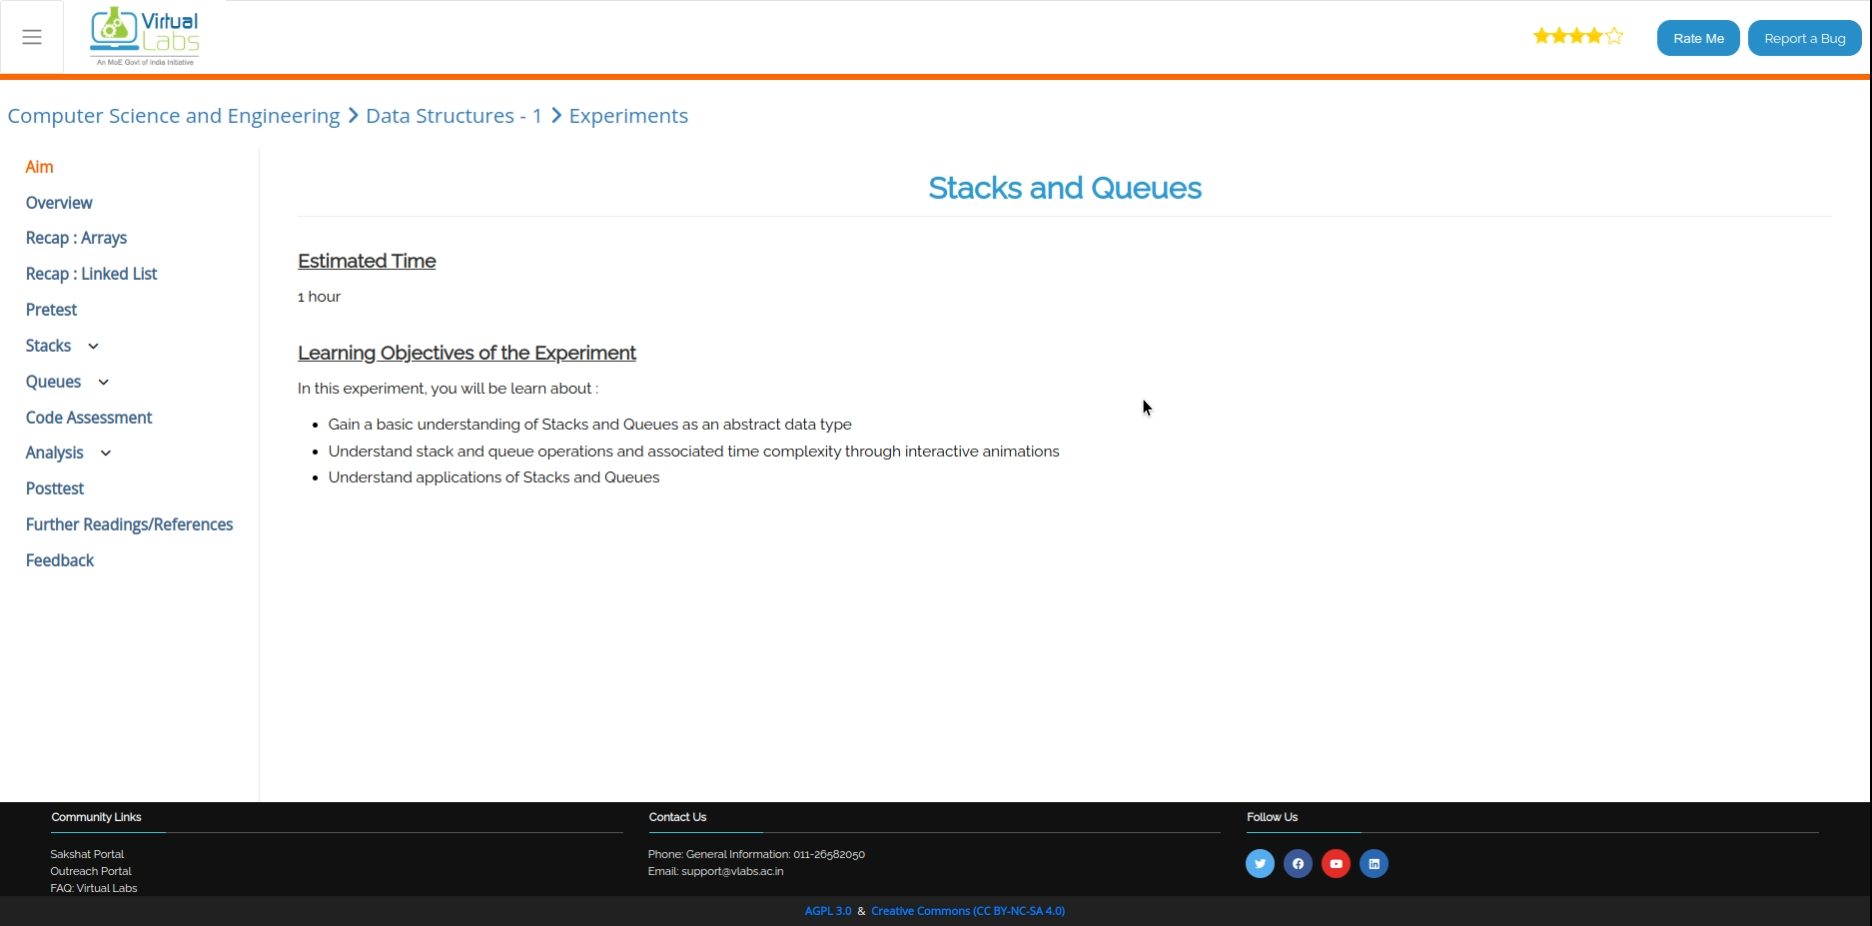 Virtual
Labs
An MoE Govt of India Initiative
Rate Me
Report a Bug
Computer Science and Engineering > Data Structures - 1 > Experiments
Aim
Overview
Recap : Arrays
Recap : Linked List
Pretest
Stacks
Queues
Code Assessment
Analysis
Posttest
Further Readings/References
Feedback
Stacks and Queues
Estimated Time
1 hour
Learning Objectives of the Experiment
In this experiment, you will be learn about :
• Gain a basic understanding of Stacks and Queues as an abstract data type
• Understand stack and queue operations and associated time complexity through interactive animations
• Understand applications of Stacks and Queues
Community Links
Sakshat Portal
Outreach Portal
FAQ: Virtual Labs
Contact Us
Phone: General Information: 011-26582050
Email: support@vlabs.ac.in
Follow Us
AGPL 3.0 & Creative Commons (CC BY-NC-SA 4.0)